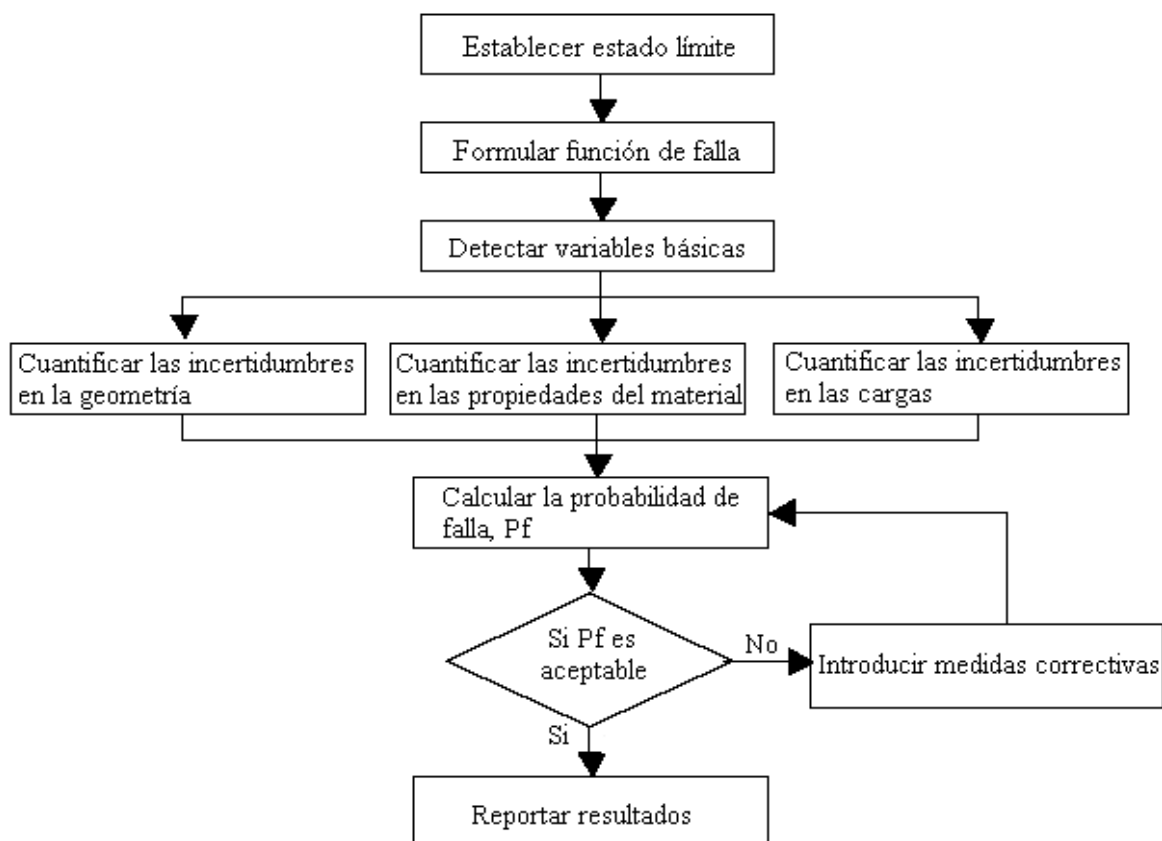 Establecer estado límite
Formular función de falla
Detectar variables básicas
Cuantificar las incertidumbres
en la geometría
Cuantificar las incertidumbres
en las propiedades del material
Cuantificar las incertidumbres
en las cargas
Calcular la probabilidad de
falla, Pf
Si Pf es
aceptable
No
Introducir medidas correctivas
Si
Reportar resultados